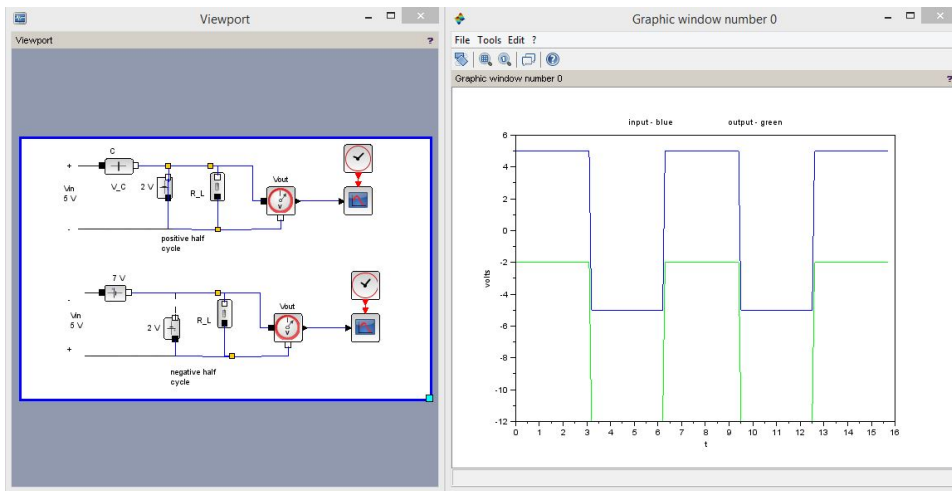 Viewport
Viewport ?
C
+
V_C
2 V
R_L
Vout
Vin
5 V
-
positive half
cycle
7 V
-
Vout
Vin
5 V
2 V
R_L
+
negative half
cycle
Graphic window number 0
File Tools Edit ?
Graphic window number 0 ?
input - blue output - green
6
4
2
0
-2
-4
-6
-8
-10
-12
volts
0 1 2 3 4 5 6 7 8 9 10 11 12 13 14 15 16
t